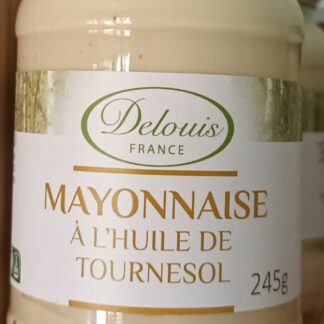 Delouis
FRANCE
MAYONNAISE
À L'HUILE DE
TOURNESOL
245g